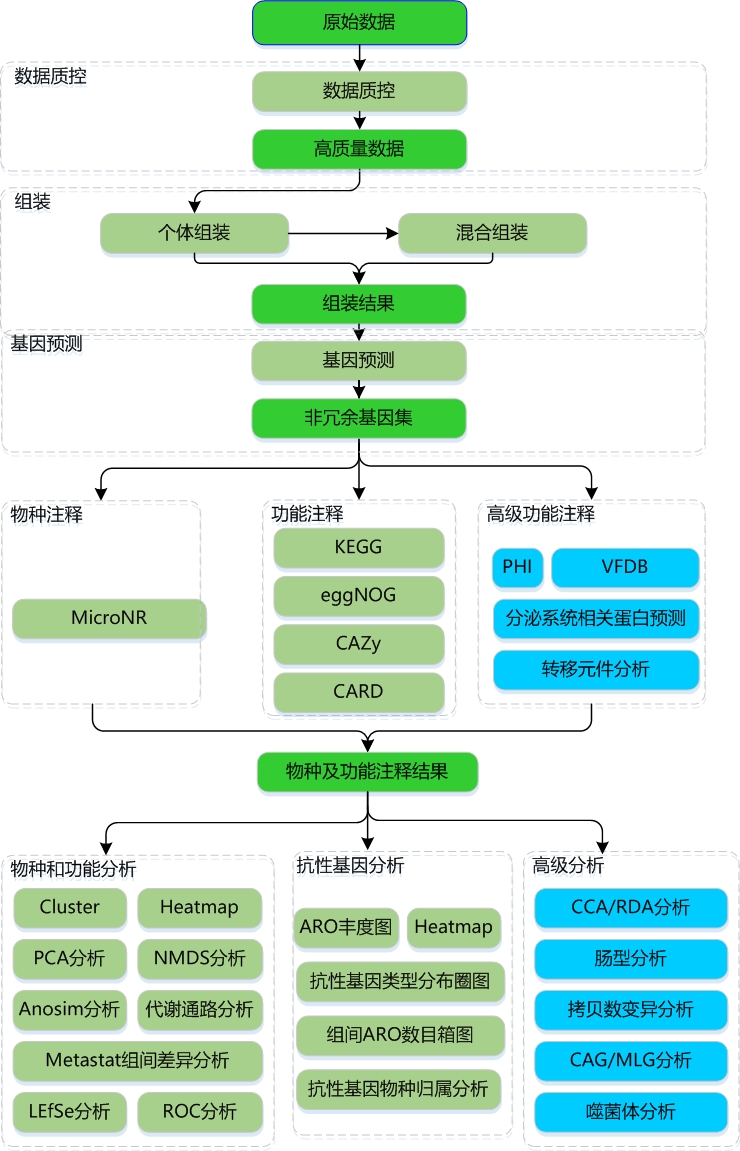 原始数据
数据质控
数据质控
高质量数据
组装
个体组装
混合组装
组装结果
基因预测
基因预测
非冗余基因集
物种注释
MicroNR
功能注释
KEGG
eggNOG
CAZy
CARD
高级功能注释
PHI
VFDB
分泌系统相关蛋白预测
转移元件分析
物种及功能注释结果
物种和功能分析
Cluster
Heatmap
PCA分析
NMDS分析
Anosim分析
代谢通路分析
Metastat组间差异分析
LEfSe分析
ROC分析
抗性基因分析
ARO丰度图
Heatmap
抗性基因类型分布圈图
组间ARO数目箱图
抗性基因物种归属分析
高级分析
CCA/RDA分析
肠型分析
拷贝数变异分析
CAG/MLG分析
噬菌体分析